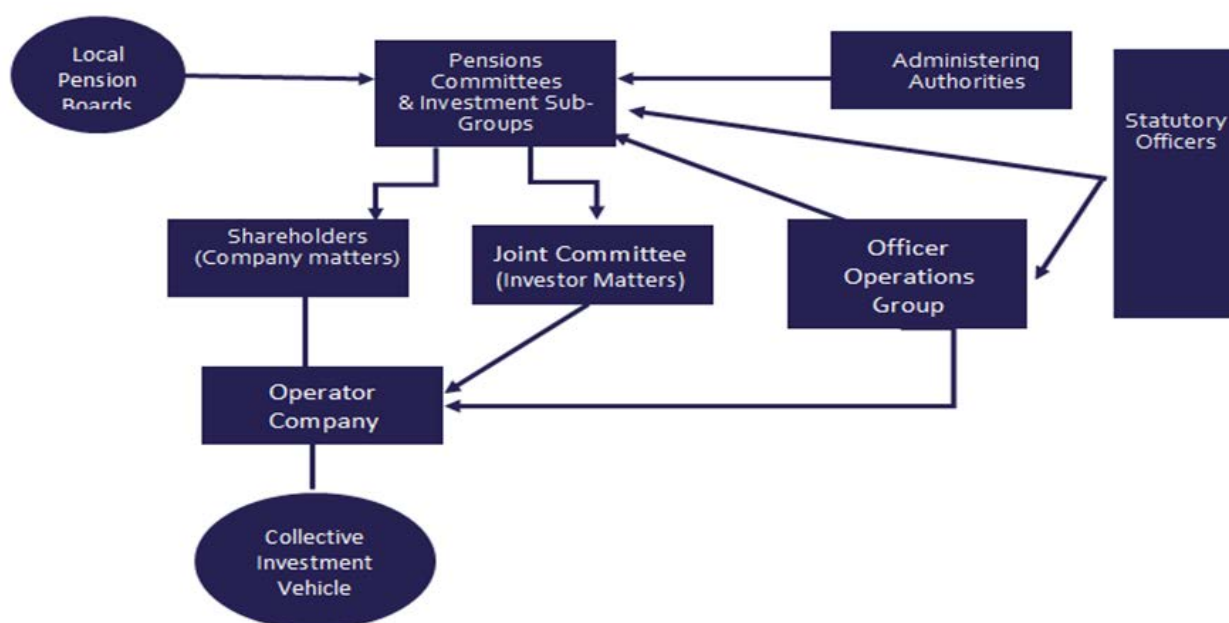 Local
Pension
Boards
Pensions
Committees
& Investment Sub-
Groups
Administering
Authorities
Statutory
Officers
Shareholders
(Company matters)
Joint Committee
(Investor Matters)
Officer
Operations
Group
Operator
Company
Collective
Investment
Vehicle